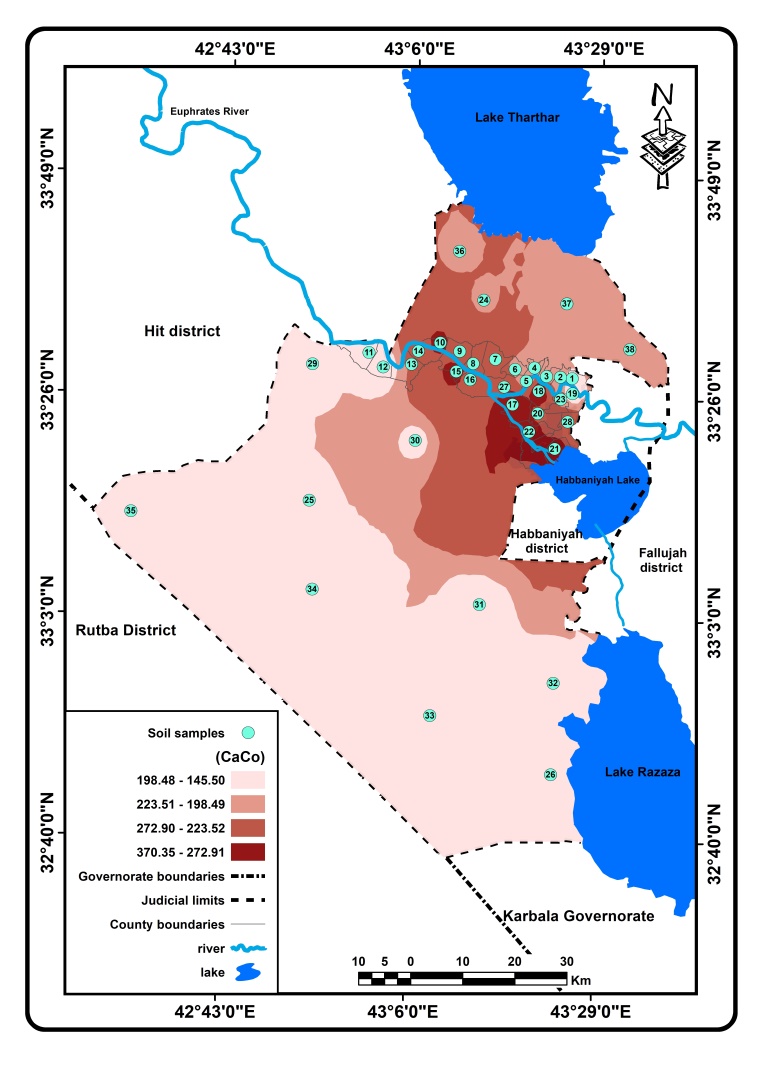 42°43'0"E 43°6'0"E 43°29'0"E
N
Euphrates River
Lake Tharthar
33°49'0"N
33°49'0"N
36
24
37
Hit district
38
10
14
9
11
13
8
7
12
15
16
6
4
5
3
2
1
29
27
18
19
23
33°26'0"N
33°26'0"N
17
20
28
22
30
21
Habbaniyah Lake
25
35
Habbaniyah
district
Fallujah
district
34
31
33°3'0"N
33°3'0"N
Rutba District
32
33
26
Lake Razaza
Soil samples
(CaCo)
198.48 - 145.50
223.51 - 198.49
272.90 - 223.52
370.35 - 272.91
Governorate boundaries
Judicial limits
County boundaries
river
lake
32°40'0"N
32°40'0"N
Karbala Governorate
10 5 0 10 20 30
Km
42°43'0"E 43°6'0"E 43°29'0"E